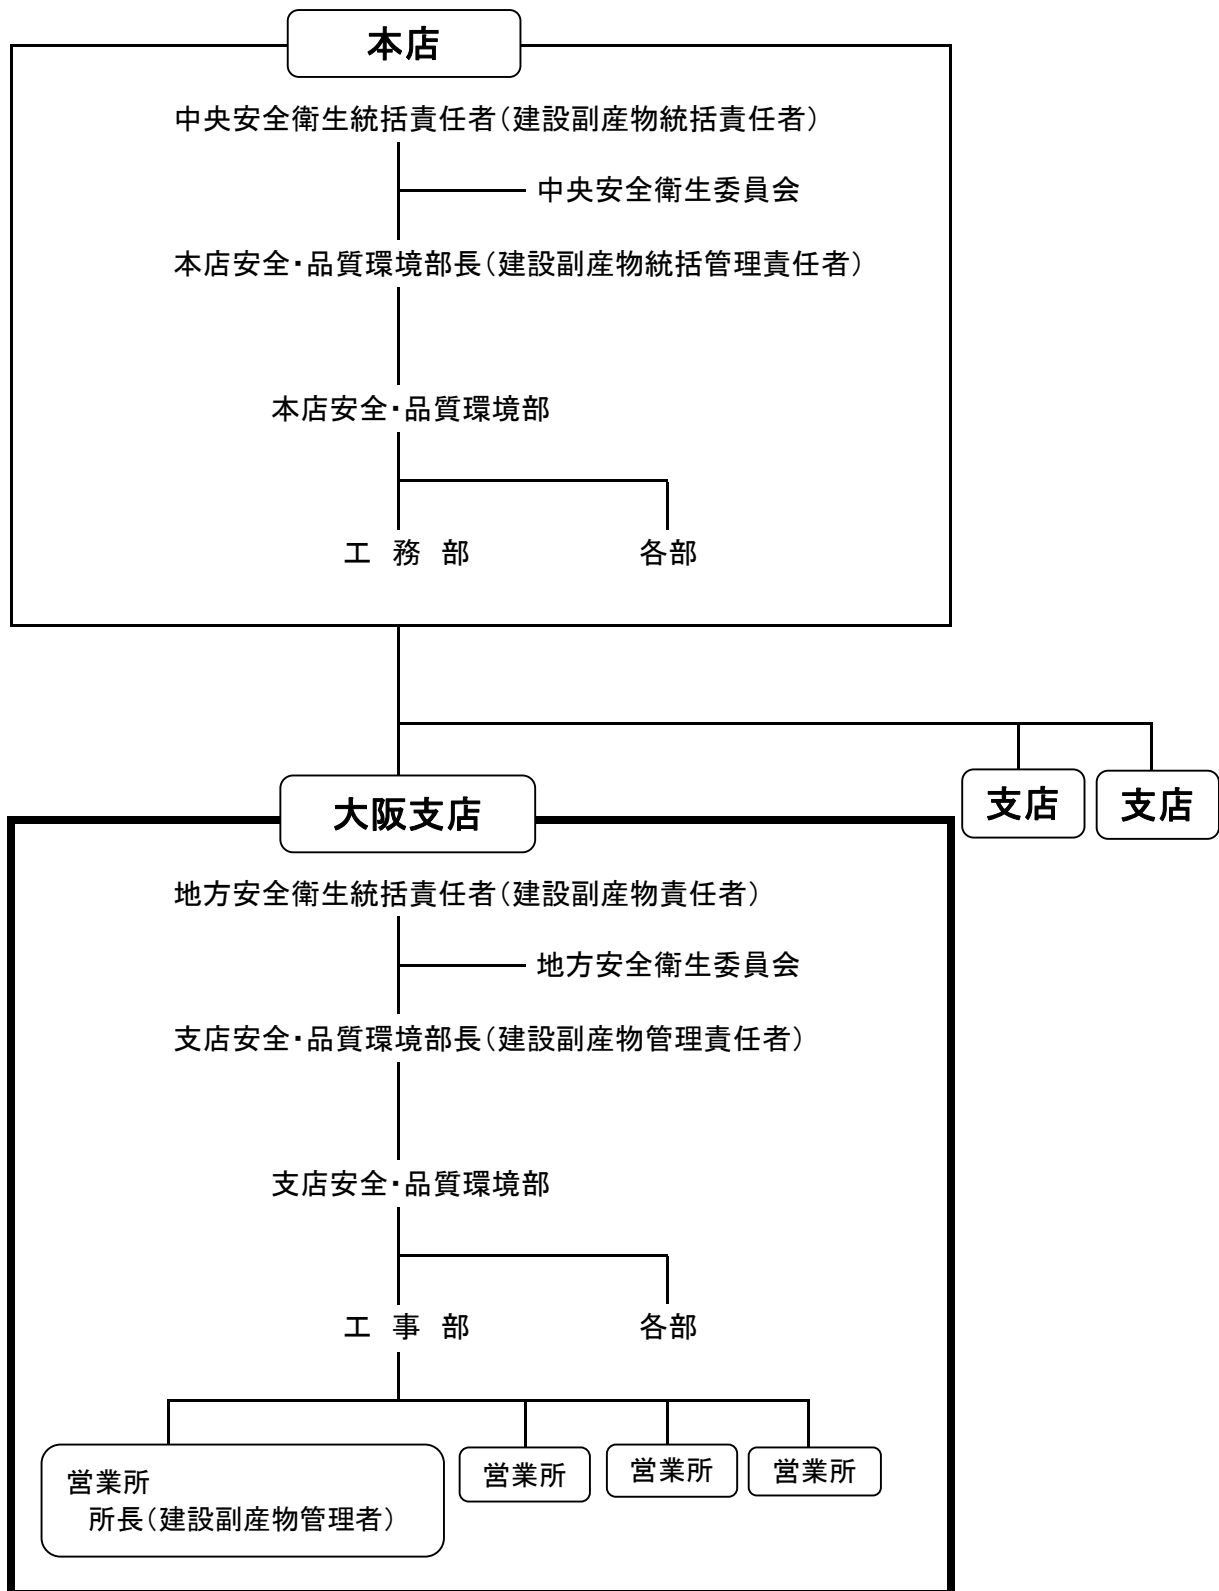 本店
中央安全衛生統括責任者(建設副産物統括責任者)
中央安全衛生委員会
本店安全・品質環境部長(建設副産物統括管理責任者)
本店安全・品質環境部
工 務 部 各部
大阪支店 支店 支店
地方安全衛生統括責任者(建設副産物責任者)
地方安全衛生委員会
支店安全・品質環境部長(建設副産物管理責任者)
支店安全・品質環境部
工 事 部 各部
営業所 営業所 営業所 営業所
所長(建設副産物管理者)